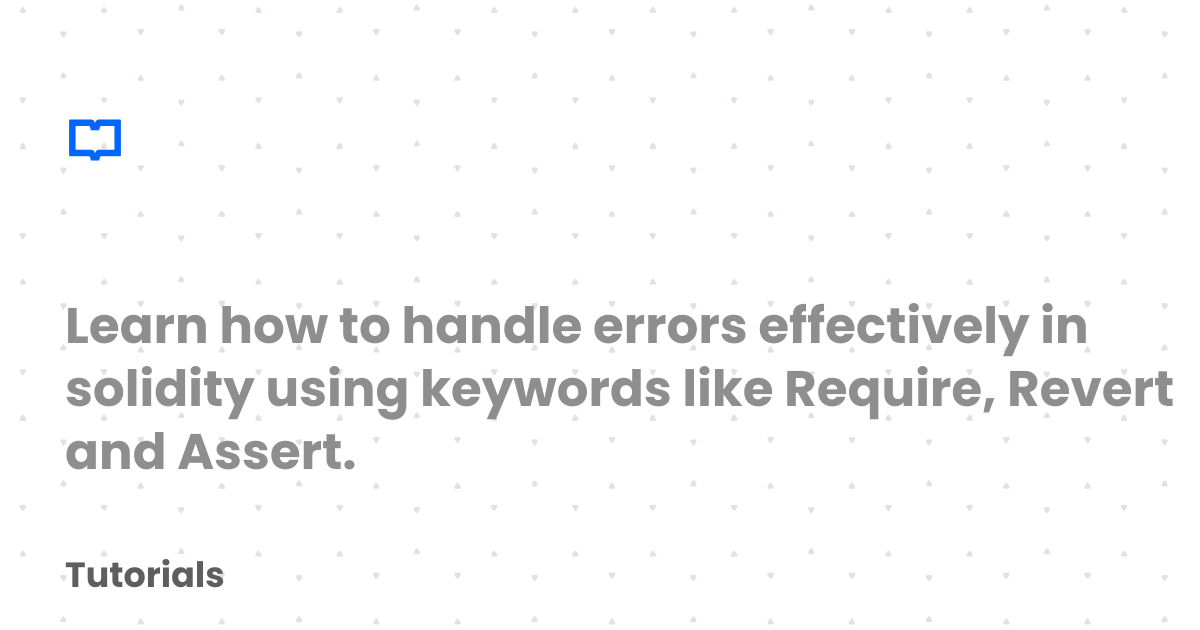 Learn how to handle errors effectively in
solidity using keywords like Require, Revert
and Assert.
Tutorials